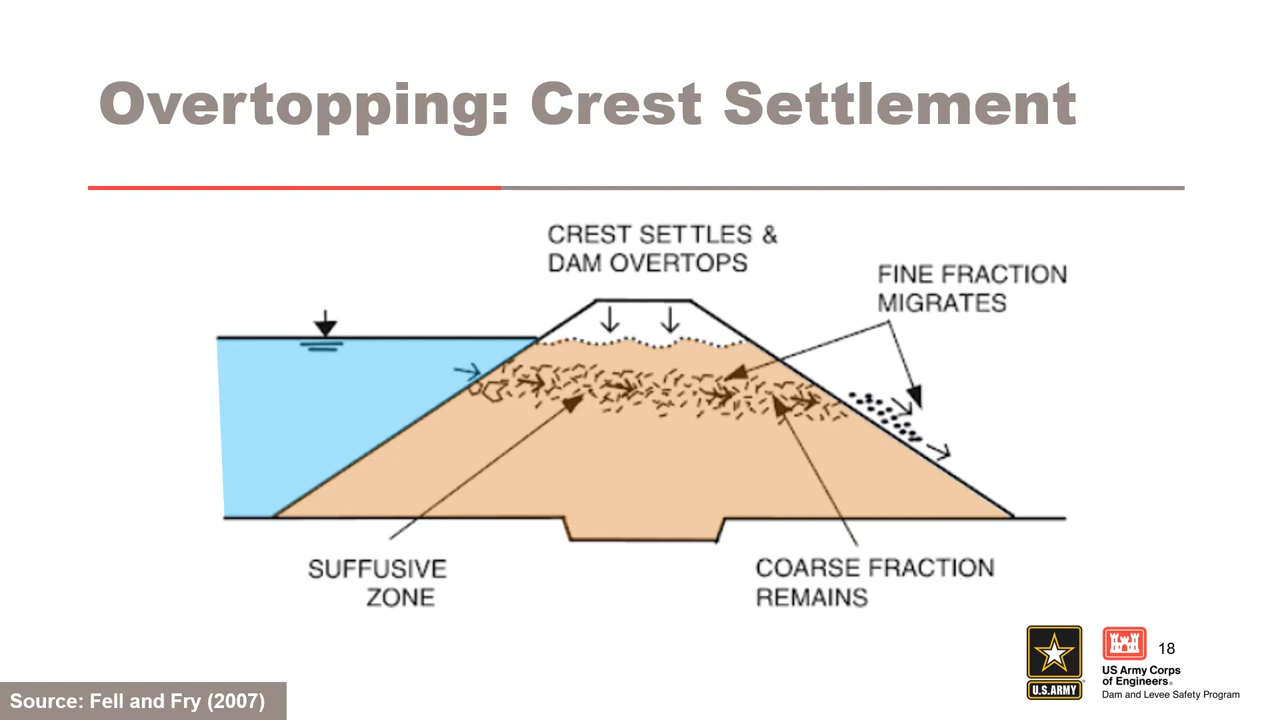 Overtopping: Crest Settlement
CREST SETTLES &
DAM OVERTOPS
FINE FRACTION
MIGRATES
SUFFUSIVE
ZONE
COARSE FRACTION
REMAINS
U.S.ARMY
18
US Army Corps
of Engineers®
Dam and Levee Safety Program
Source: Fell and Fry (2007)